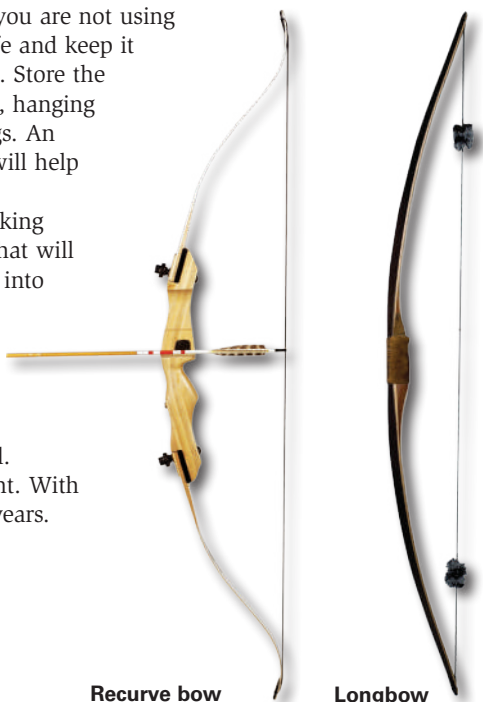 you are not using
fe and keep it
. Store the
, hanging
gs. An
will help
king
hat will
into
l.
nt. With
years.
Recurve bow
Longbow